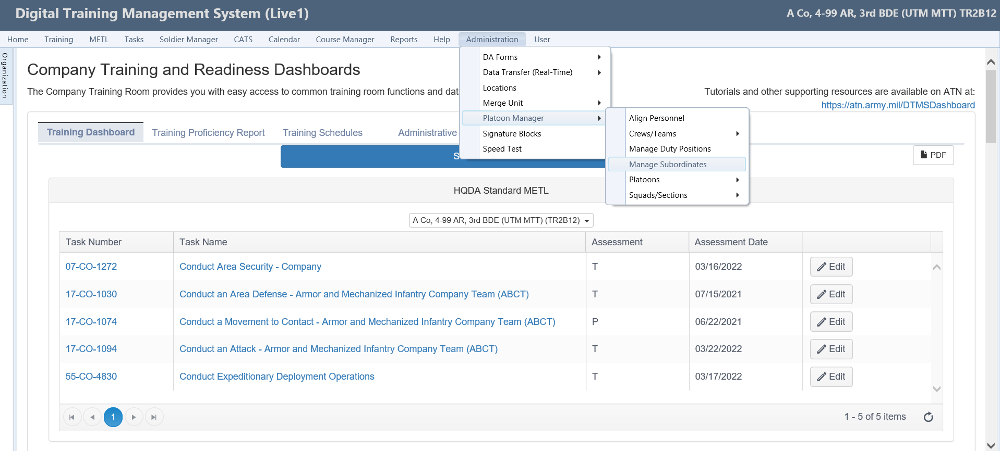 Digital Training Management System (Live1)
A Co, 4-99 AR, 3rd BDE (UTM MTT) TR2B12
Home Training METL Tasks Soldier Manager CATS Calendar Course Manager Reports Help Administration User
Organization
DA Forms
Data Transfer (Real-Time)
Locations
Merge Unit
Platoon Manager
Signature Blocks
Speed Test
Align Personnel
Crews/Teams
Manage Duty Positions
Manage Subordinates
Platoons
Squads/Sections
Company Training and Readiness Dashboards
The Company Training Room provides you with easy access to common training room functions and
Tutorials and other supporting resources are available on ATN at:
https://atn.army.mil/DTMSDashboard
Training Dashboard Training Proficiency Report Training Schedules Administrative
S
PDF
HQDA Standard METL
A Co, 4-99 AR, 3rd BDE (UTM MTT) (TR2B12)
Task Number Task Name Assessment Assessment Date
07-CO-1272 Conduct Area Security - Company T 03/16/2022 Edit
17-CO-1030 Conduct an Area Defense - Armor and Mechanized Infantry Company Team (ABCT) T 07/15/2021 Edit
17-CO-1074 Conduct a Movement to Contact - Armor and Mechanized Infantry Company Team (ABCT) P 06/22/2021 Edit
17-CO-1094 Conduct an Attack - Armor and Mechanized Infantry Company Team (ABCT) T 03/22/2022 Edit
55-CO-4830 Conduct Expeditionary Deployment Operations T 03/17/2022 Edit
1
1 - 5 of 5 items